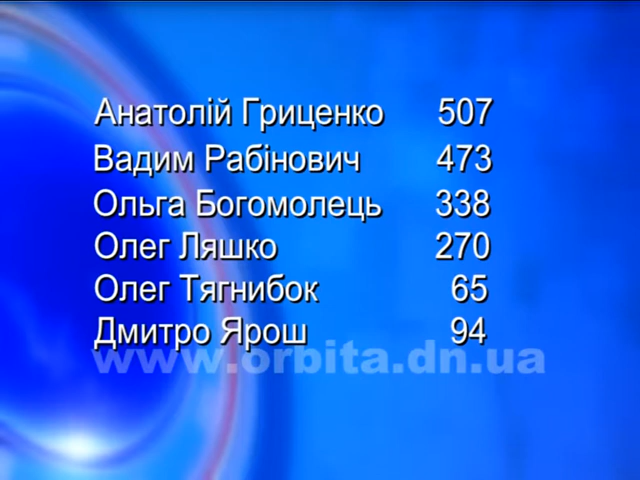 Анатолій Гриценко 507
Вадим Рабінович 473
Ольга Богомолець 338
Олег Ляшко 270
Олег Тягнибок 65
Дмитро Ярош 94
www.orbita.dn.ua